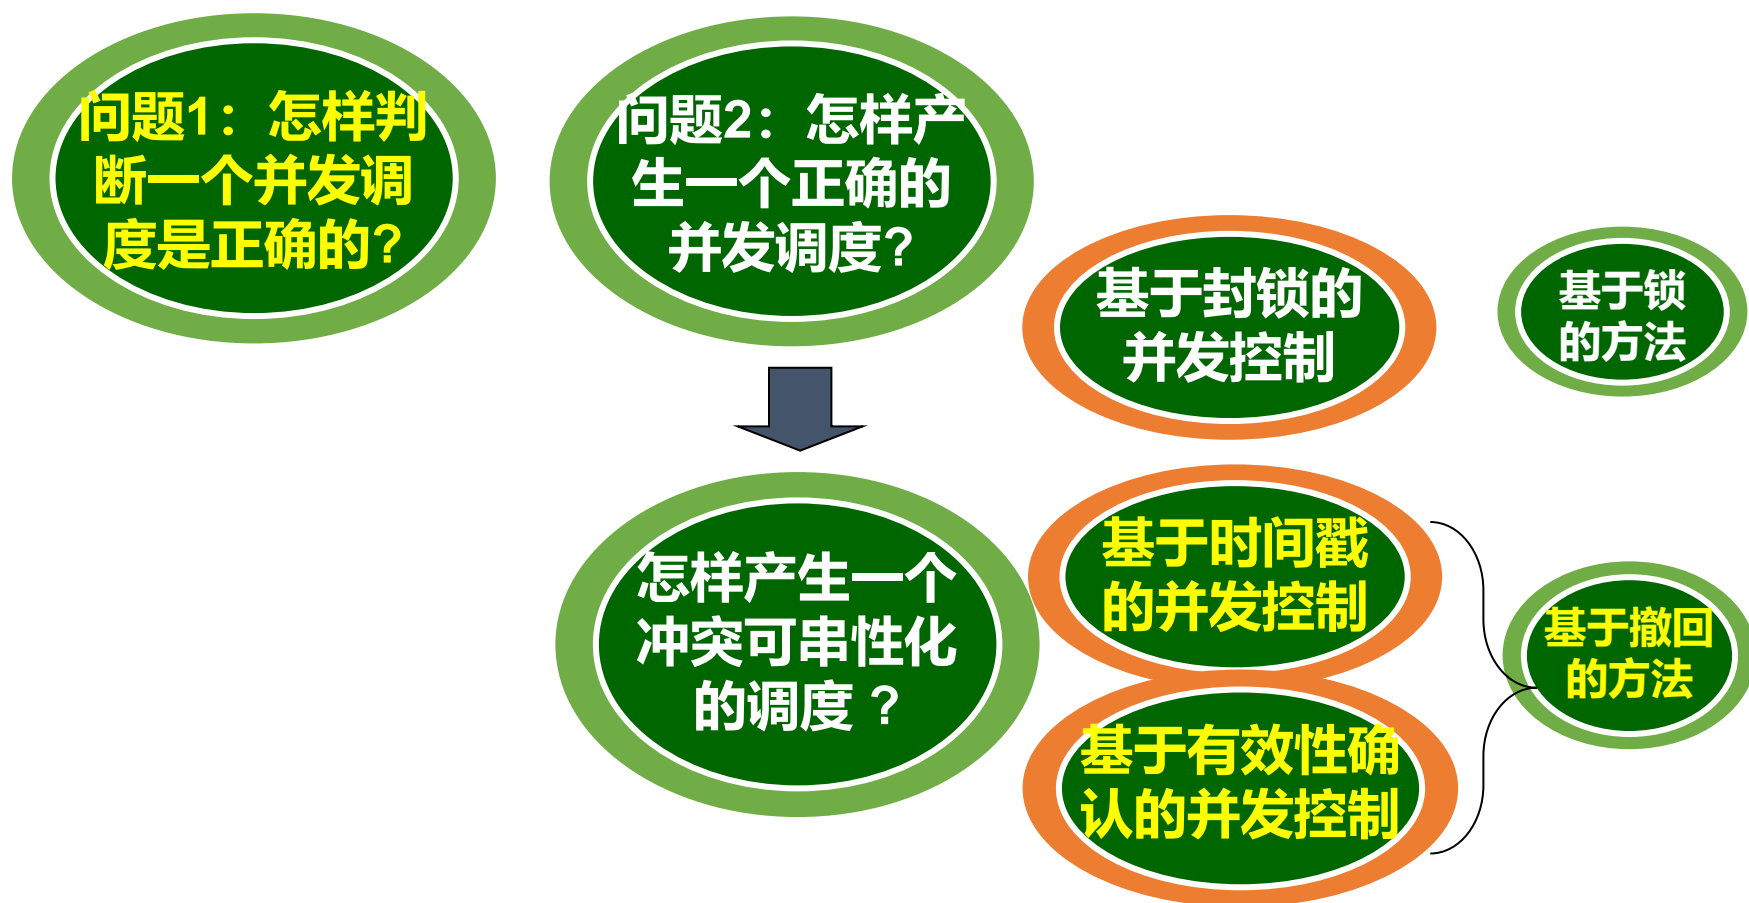 问题1：怎样判
断一个并发调
度是正确的?
问题2：怎样产
生一个正确的
并发调度?
怎样产生一个
冲突可串性化
的调度？
基于封锁的
并发控制
基于时间戳
的并发控制
基于有效性确
认的并发控制
基于锁
的方法
基于撤回
的方法